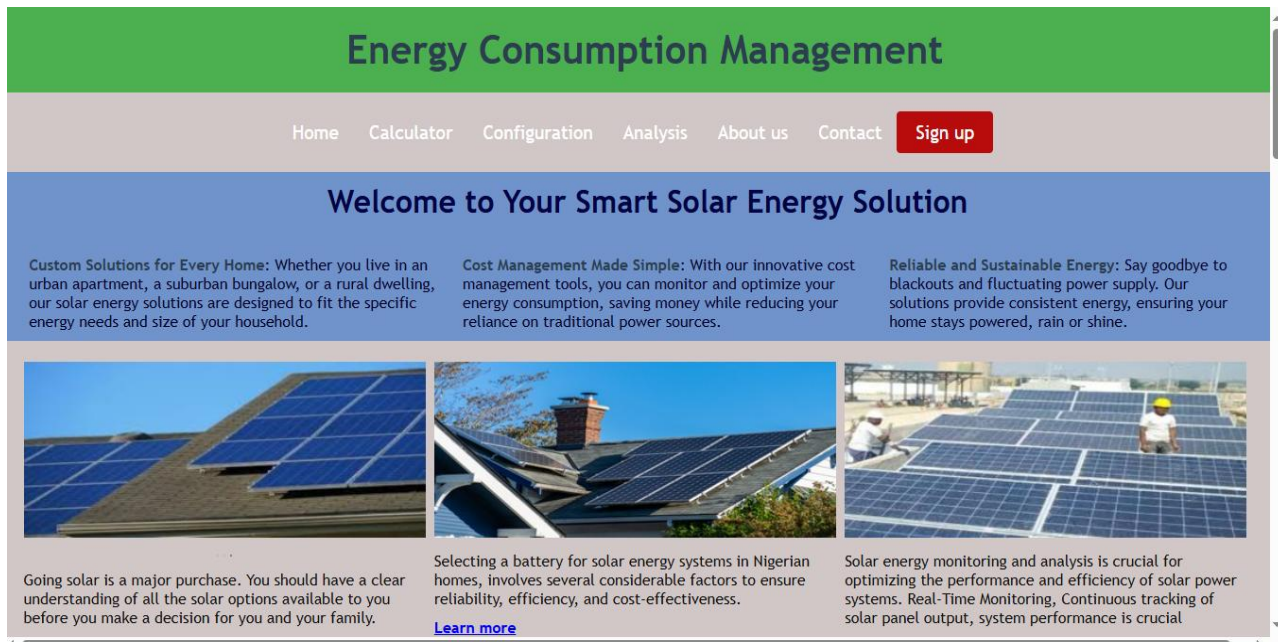 Energy Consumption Management
Home Calculator Configuration Analysis About us Contact Sign up
Welcome to Your Smart Solar Energy Solution
Custom Solutions for Every Home: Whether you live in an
urban apartment, a suburban bungalow, or a rural dwelling,
our solar energy solutions are designed to fit the specific
energy needs and size of your household.
Cost Management Made Simple: With our innovative cost
management tools, you can monitor and optimize your
energy consumption, saving money while reducing your
reliance on traditional power sources.
Reliable and Sustainable Energy: Say goodbye to
blackouts and fluctuating power supply. Our
solutions provide consistent energy, ensuring your
home stays powered, rain or shine.
Going solar is a major purchase. You should have a clear
understanding of all the solar options available to you
before you make a decision for you and your family.
Selecting a battery for solar energy systems in Nigerian
homes, involves several considerable factors to ensure
reliability, efficiency, and cost-effectiveness.
Learn more
Solar energy monitoring and analysis is crucial for
optimizing the performance and efficiency of solar power
systems. Real-Time Monitoring, Continuous tracking of
solar panel output, system performance is crucial